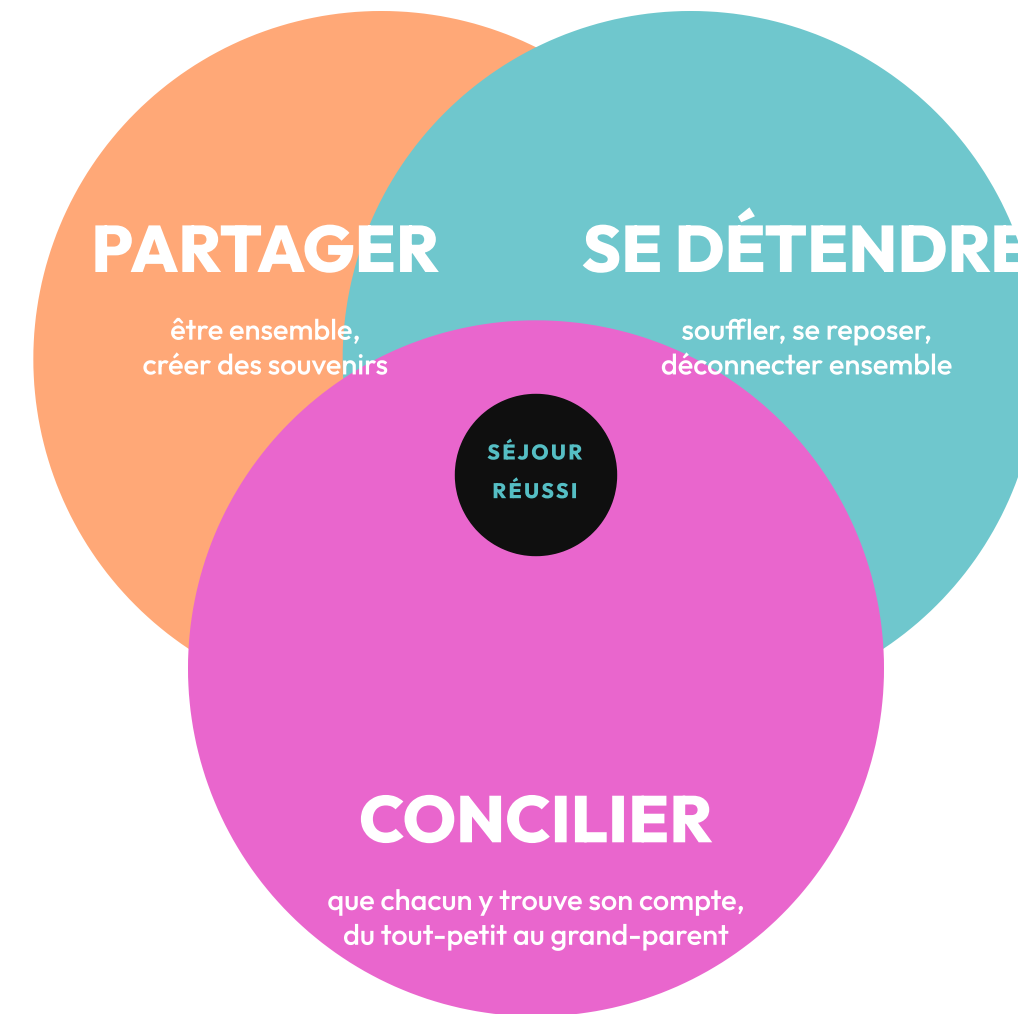 PARTAGER
être ensemble,
créer des souvenirs
SE DÉTENDRE
souffler, se reposer,
déconnecter ensemble
SÉJOUR
RÉUSSI
CONCILIER
que chacun y trouve son compte,
du tout-petit au grand-parent